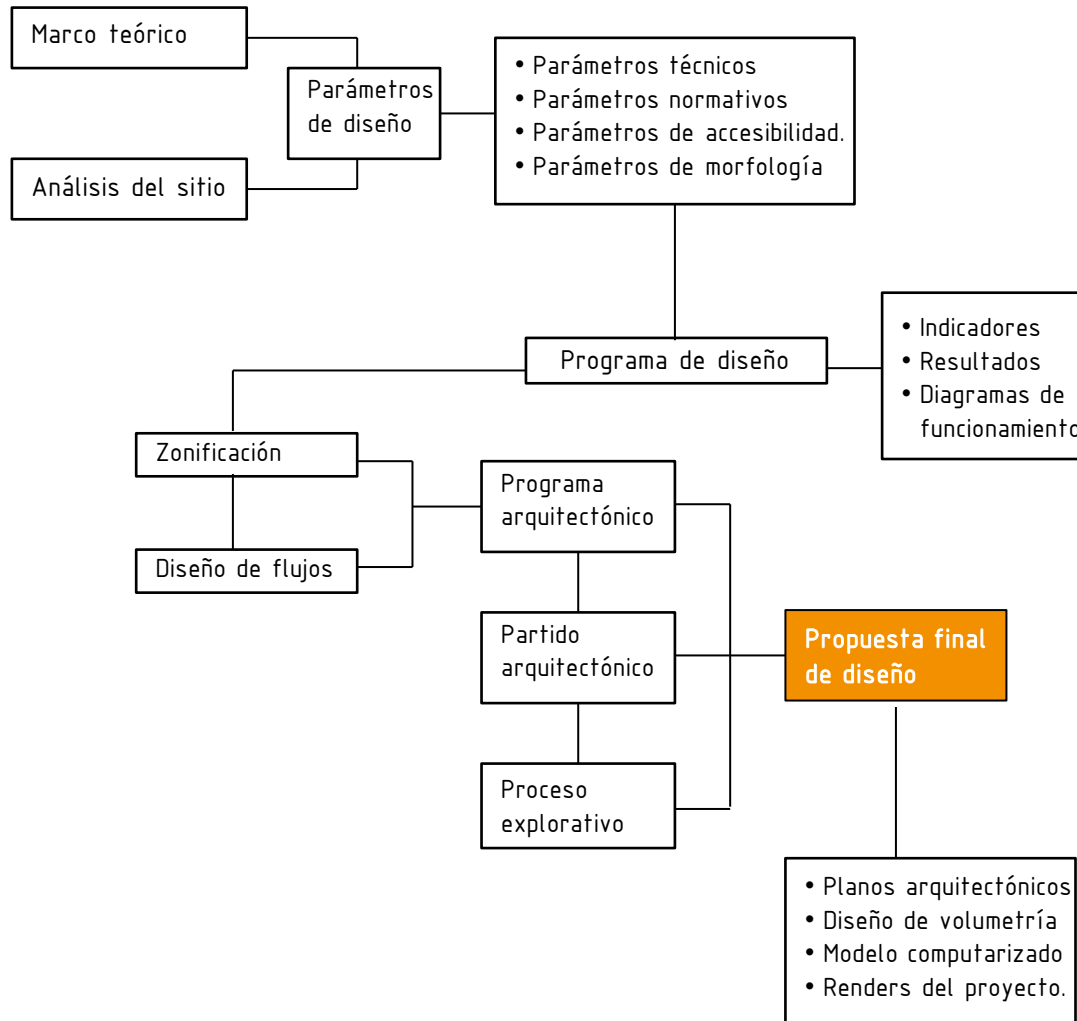 Marco teórico
Parámetros
de diseño
Análisis del sitio
• Parámetros técnicos
• Parámetros normativos
• Parámetros de accesibilidad.
• Parámetros de morfología
Programa de diseño
• Indicadores
• Resultados
• Diagramas de
funcionamiento
Zonificación
Diseño de flujos
Programa
arquitectónico
Partido
arquitectónico
Proceso
explorativo
Propuesta final
de diseño
• Planos arquitectónicos
• Diseño de volumetría
• Modelo computarizado
• Renders del proyecto.